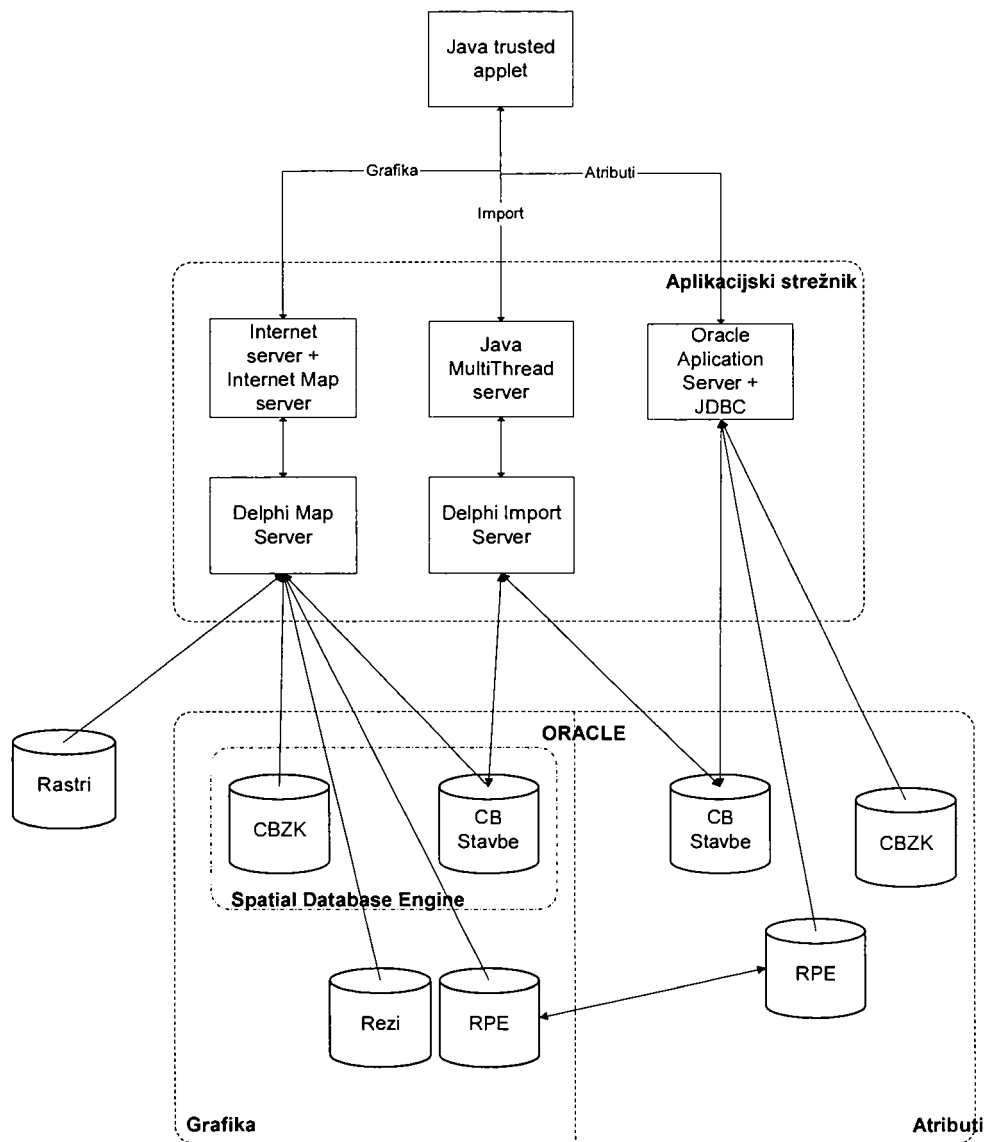 Java trusted
applet
Grafika
Atributi
Import
Aplikacijski strežnik
Internet
server +
Internet Map
server
Java
MultiThread
server
Oracle
Aplication
Server +
JDBC
Delphi Map
Server
Delphi Import
Server
ORACLE
Rastri
CBZK
CB
Stavbe
CB
Stavbe
CBZK
Spatial Database Engine
Rezi
RPE
RPE
Grafika
Atributi